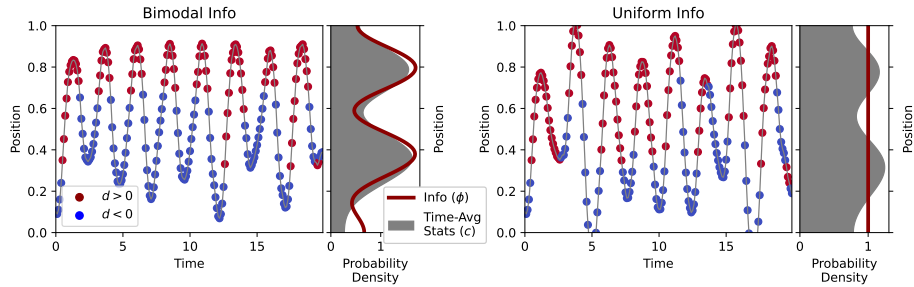 Bimodal Info
Position
1.0
0.8
0.6
0.4
0.2
0.0
d > 0
d < 0
0
5
10
15
Time
0
1
Probability
Density
Position
Info (ϕ)
Time-Avg
Stats (c)
Uniform Info
Position
1.0
0.8
0.6
0.4
0.2
0.0
0
5
10
15
Time
0
1
Probability
Density
Position